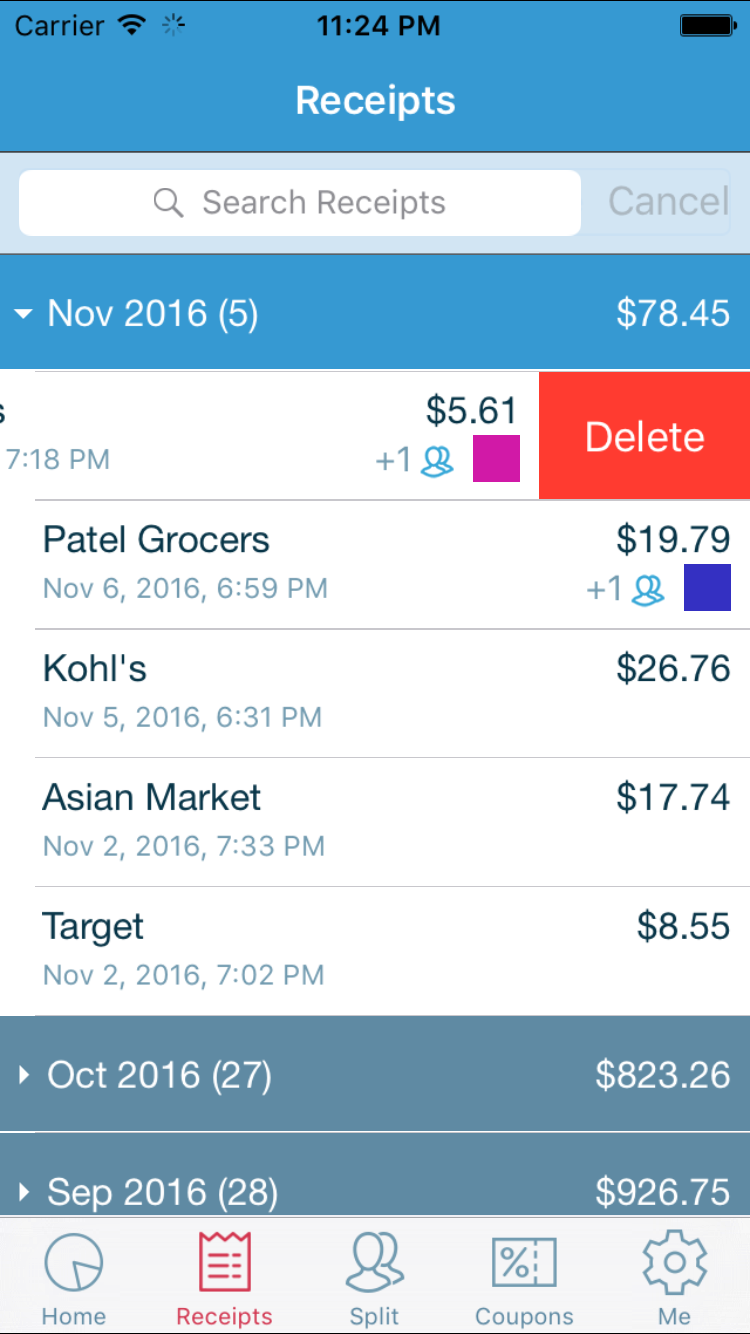 Carrier 11:24 PM
Receipts
Search Receipts Cancel
Nov 2016 (5) $78.45
s $5.61
7:18 PM +1
Delete
Patel Grocers $19.79
Nov 6, 2016, 6:59 PM +1
Kohl's $26.76
Nov 5, 2016, 6:31 PM
Asian Market $17.74
Nov 2, 2016, 7:33 PM
Target $8.55
Nov 2, 2016, 7:02 PM
Oct 2016 (27) $823.26
Sep 2016 (28) $926.75
%
Home Receipts Split Coupons Me